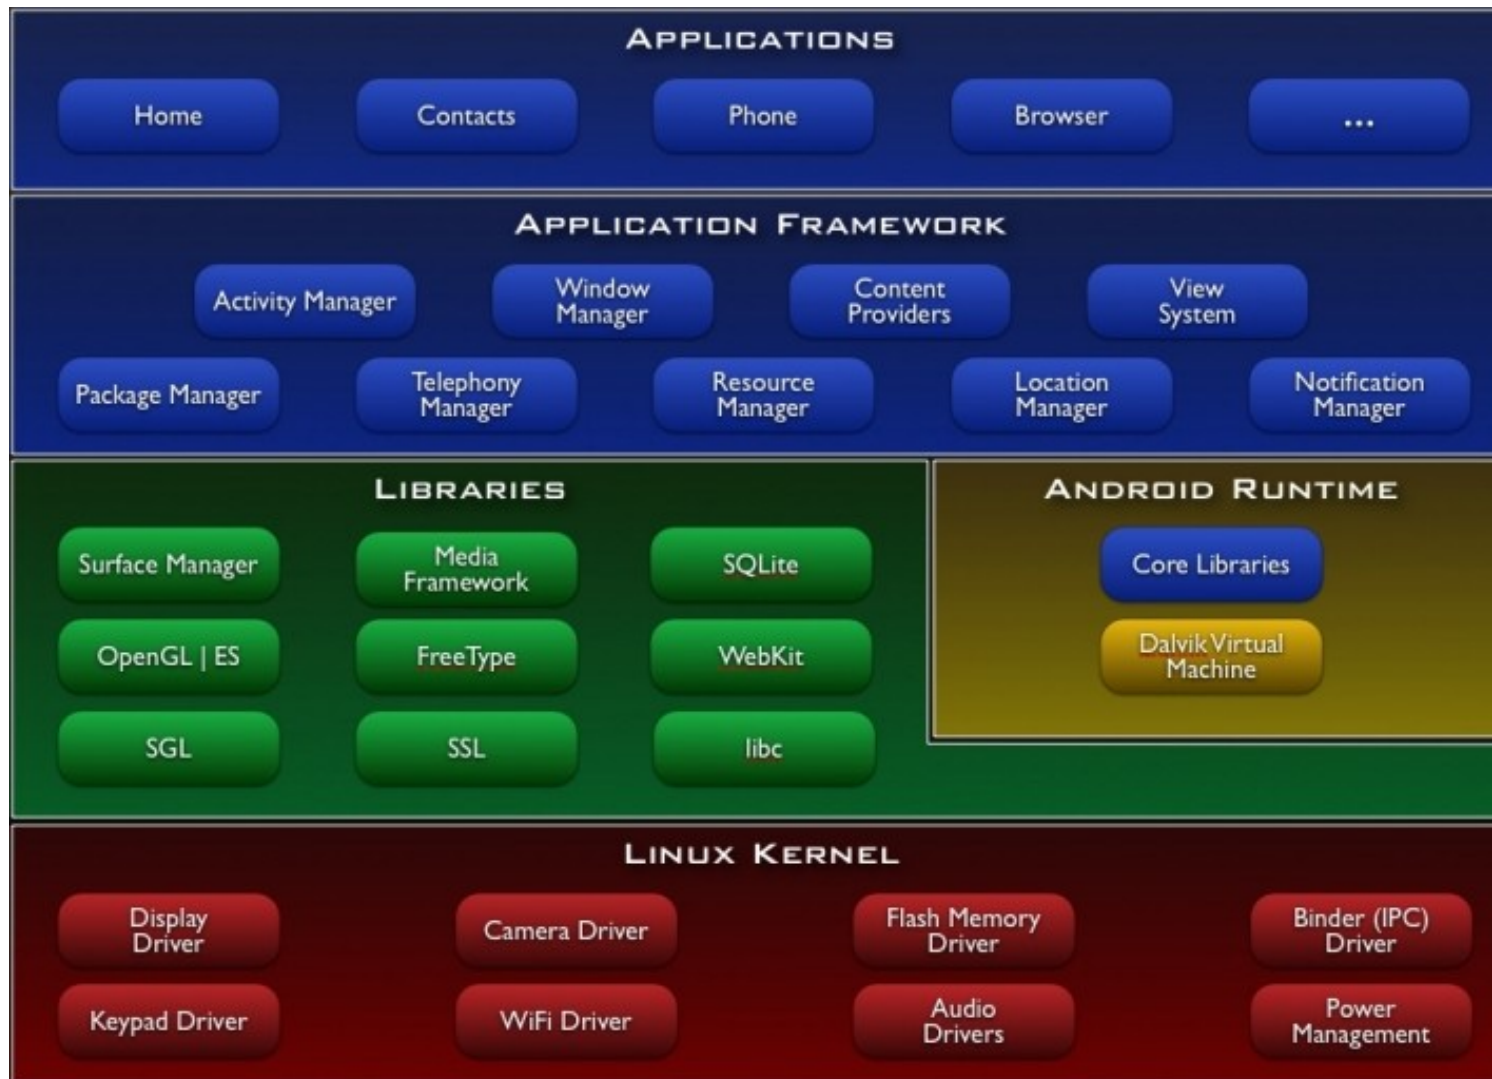 APPLICATIONS
Home
Contacts
Phone
Browser
...
APPLICATION FRAMEWORK
Activity Manager
Window
Manager
Content
Providers
View
System
Package Manager
Telephony
Manager
Resource
Manager
Location
Manager
Notification
Manager
LIBRARIES
Surface Manager
Media
Framework
SQLite
OpenGL | ES
FreeType
WebKit
SGL
SSL
libc
ANDROID RUNTIME
Core Libraries
Dalvik Virtual
Machine
LINUX KERNEL
Display
Driver
Camera Driver
Flash Memory
Driver
Binder (IPC)
Driver
Keypad Driver
WiFi Driver
Audio
Drivers
Power
Management